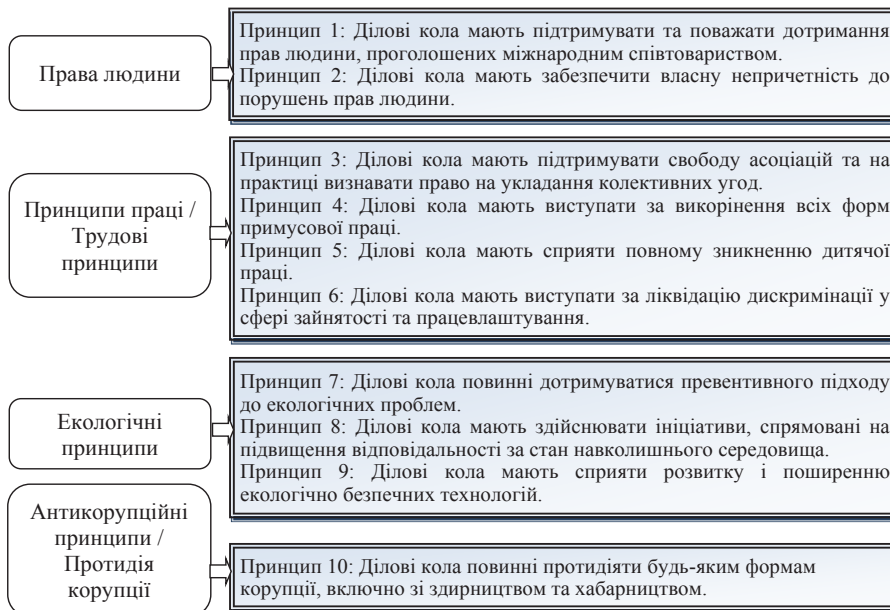 Права людини
Принцип 1: Ділові кола мають підтримувати та поважати дотримання
прав людини, проголошених міжнародним співтовариством.
Принцип 2: Ділові кола мають забезпечити власну непричетність до
порушень прав людини.
Принципи праці /
Трудові
принципи
Принцип 3: Ділові кола мають підтримувати свободу асоціацій та на
практиці визнавати право на укладання колективних угод.
Принцип 4: Ділові кола мають виступати за викорінення всіх форм
примусової праці.
Принцип 5: Ділові кола мають сприяти повному зникненню дитячої
праці.
Принцип 6: Ділові кола мають виступати за ліквідацію дискримінації у
сфері зайнятості та працевлаштування.
Екологічні
принципи
Принцип 7: Ділові кола повинні дотримуватися превентивного підходу
до екологічних проблем.
Принцип 8: Ділові кола мають здійснювати ініціативи, спрямовані на
підвищення відповідальності за стан навколишнього середовища.
Принцип 9: Ділові кола мають сприяти розвитку і поширенню
екологічно безпечних технологій.
Антикорупційні
принципи /
Протидія
корупції
Принцип 10: Ділові кола повинні протидіяти будь-яким формам
корупції, включно зі здирництвом та хабарництвом.